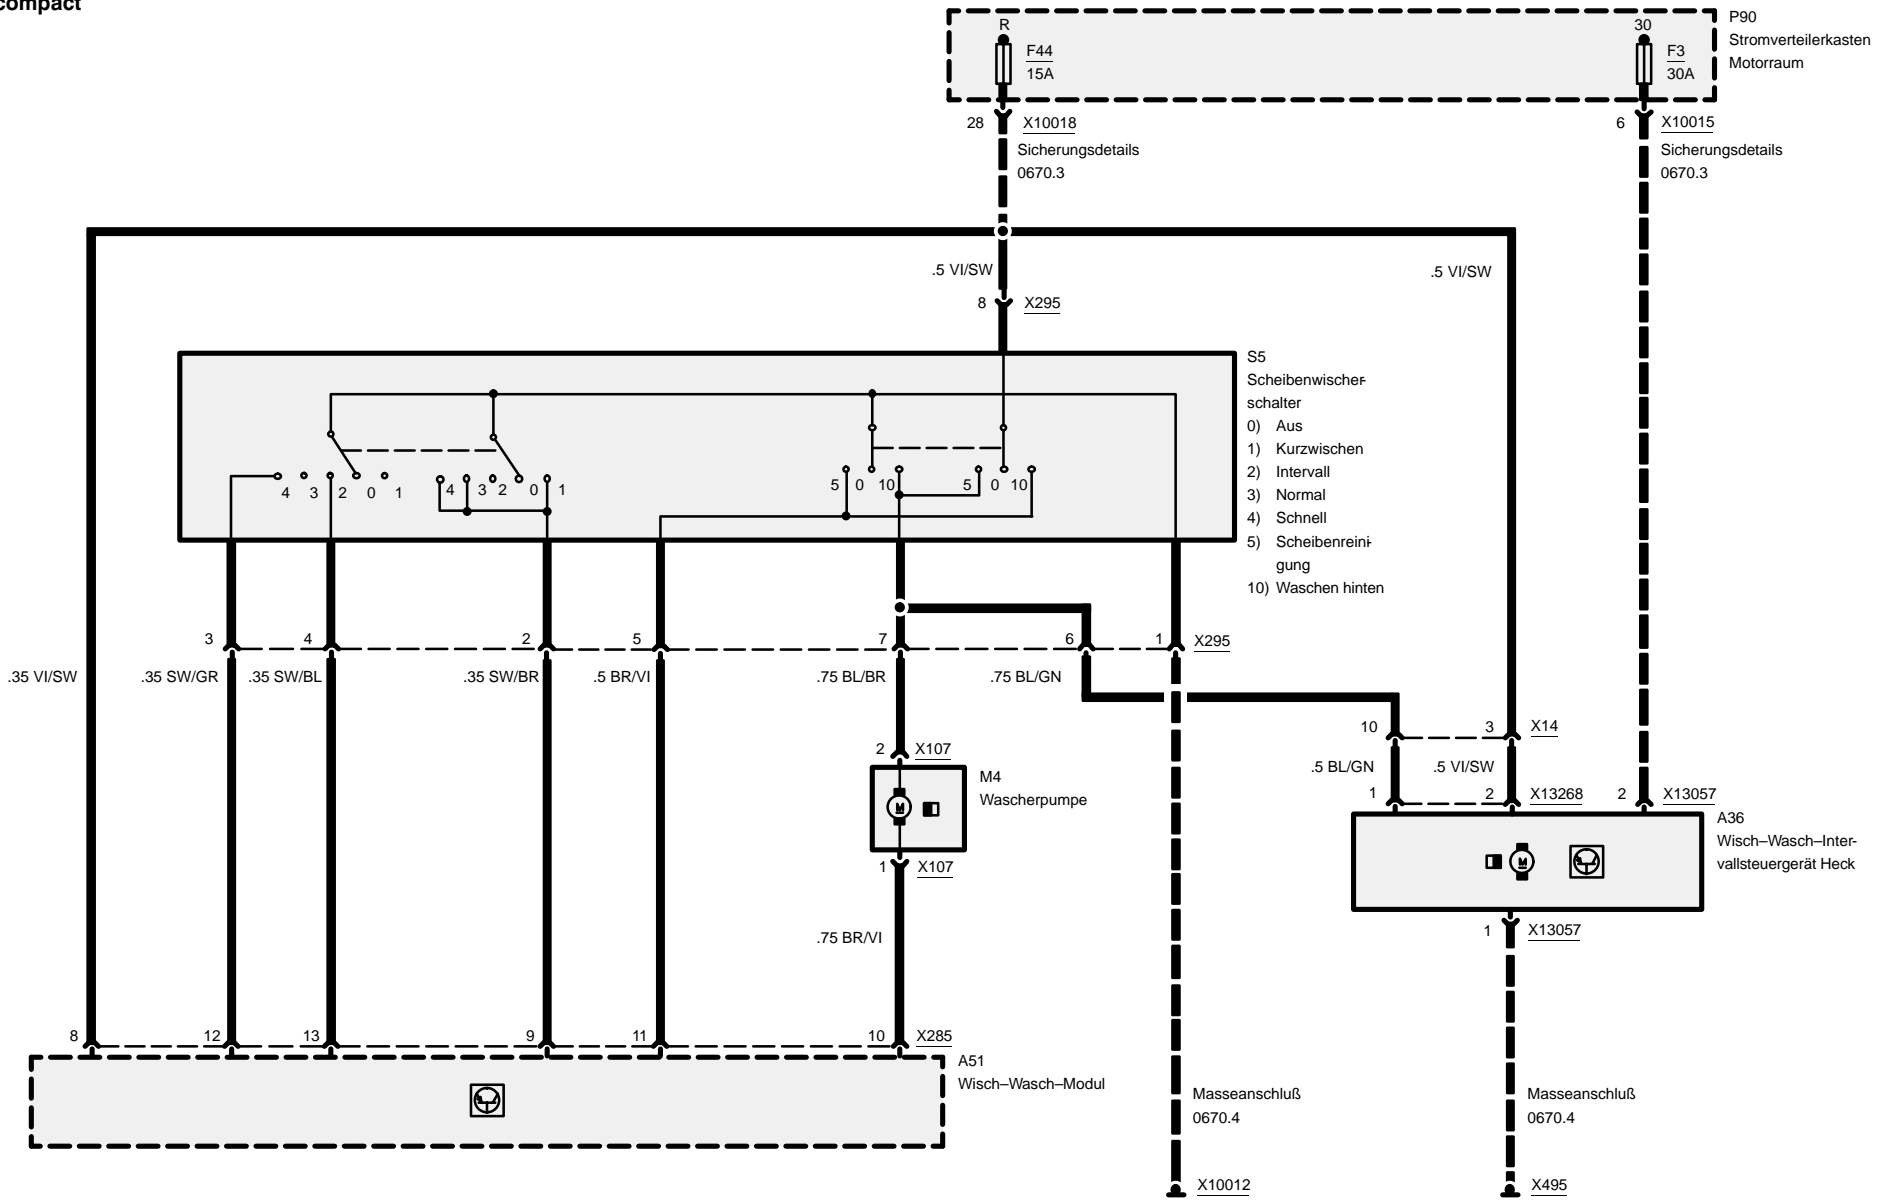 compact
P90
Stromverteilerkasten
Motorraum
R
F44
15A
30
F3
30A
28 X10018
Sicherungsdetails
0670.3
6 X10015
Sicherungsdetails
0670.3
.5 VI/SW
.5 VI/SW
8 X295
S5
Scheibenwischer-
schalter
0) Aus
1) Kurzwischen
2) Intervall
3) Normal
4) Schnell
5) Scheibenreini-
gung
10) Waschen hinten
4 3 2 0 1
4 3 2 0 1
5 0 10
5 0 10
3 4 2 5 7 6 1 X295
.35 VI/SW .35 SW/GR .35 SW/BL .35 SW/BR .5 BR/VI .75 BL/BR .75 BL/GN
10 3 X14
2 X107
M4
Wascherpumpe
M
1 X107
.5 BL/GN .5 VI/SW
1 2 X13268
2 X13057
A36
Wisch–Wasch–Inter-
vallsteuergerät Heck
M
1 X13057
.75 BR/VI
8 12 13 9 11 10 X285
A51
Wisch–Wasch–Modul
Masseanschluß
0670.4
Masseanschluß
0670.4
X10012
X495